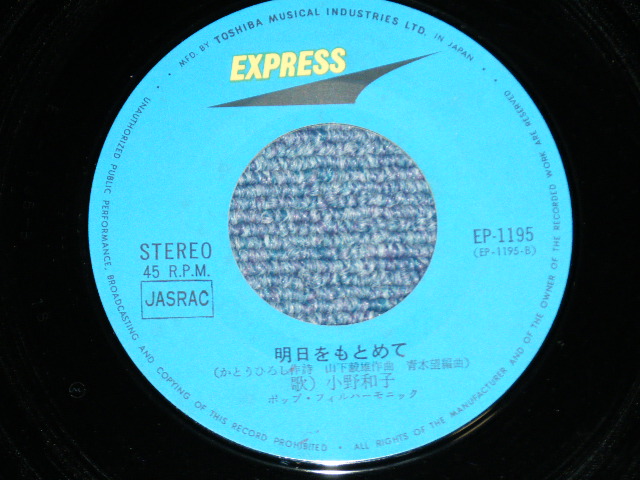 MFD. BY TOSHIBA MUSICAL INDUSTRIES LTD. IN JAPAN
EXPRESS
STEREO
45 R.P.M.
JASRAC
EP-1195
(EP-1195-B)
明日をもとめて
(かとうひろし作詩 山下毅雄作曲 青木望編曲)
歌) 小野和子
ポップ・フィルハーモニック
UNAUTHORIZED PUBLIC PERFORMANCE, BROADCASTING AND COPYING OF THIS RECORD PROHIBITED • ALL RIGHTS OF THE MANUFACTURER AND OF THE OWNER OF THE RECORDED WORK ARE RESERVED